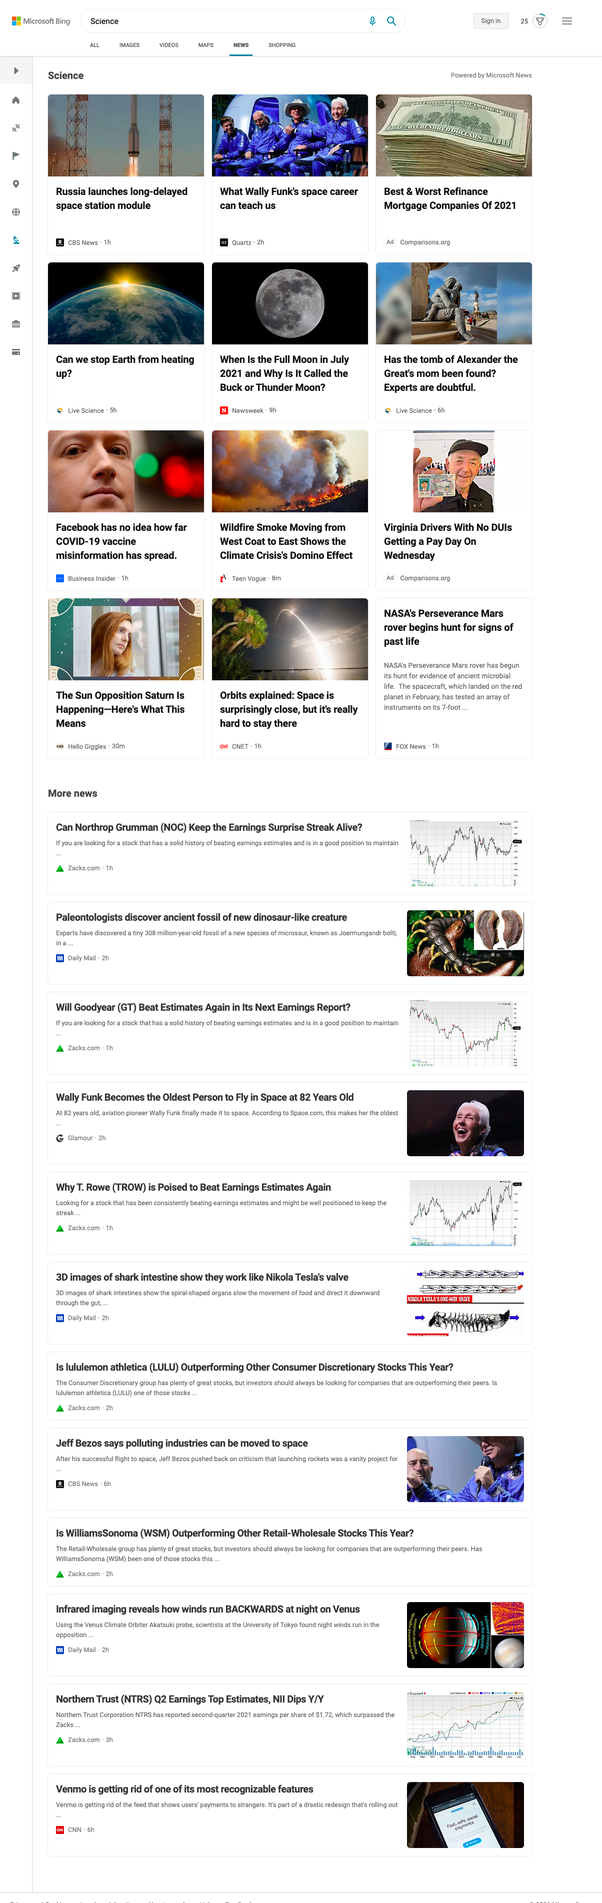 Microsoft Bing
Science
Sign in
25
ALL IMAGES VIDEOS MAPS NEWS SHOPPING
Science
Powered by Microsoft News
Russia launches long-delayed
space station module
CBS News · 1h
What Wally Funk's space career
can teach us
Quartz · 2h
Best & Worst Refinance
Mortgage Companies Of 2021
Ad Comparisons.org
Can we stop Earth from heating
up?
Live Science · 5h
When Is the Full Moon in July
2021 and Why Is It Called the
Buck or Thunder Moon?
Newsweek · 9h
Has the tomb of Alexander the
Great's mom been found?
Experts are doubtful.
Live Science · 6h
Facebook has no idea how far
COVID-19 vaccine
misinformation has spread.
Business Insider · 1h
Wildfire Smoke Moving from
West Coat to East Shows the
Climate Crisis's Domino Effect
Teen Vogue · 8m
Virginia Drivers With No DUIs
Getting a Pay Day On
Wednesday
Ad Comparisons.org
The Sun Opposition Saturn Is
Happening—Here's What This
Means
Hello Giggles · 30m
Orbits explained: Space is
surprisingly close, but it's really
hard to stay there
CNET · 1h
NASA's Perseverance Mars
rover begins hunt for signs of
past life
NASA's Perseverance Mars rover has begun
its hunt for evidence of ancient microbial
life. The spacecraft, which landed on the red
planet in February, has tested an array of
instruments on its 7-foot ...
FOX News · 1h
More news
Can Northrop Grumman (NOC) Keep the Earnings Surprise Streak Alive?
If you are looking for a stock that has a solid history of beating earnings estimates and is in a good position to maintain
...
Zacks.com · 1h
Paleontologists discover ancient fossil of new dinosaur-like creature
Experts have discovered a tiny 308 million-year-old fossil of a new species of microsaur, known as Joermungandr bolti,
in a ...
Daily Mail · 2h
Will Goodyear (GT) Beat Estimates Again in Its Next Earnings Report?
If you are looking for a stock that has a solid history of beating earnings estimates and is in a good position to maintain
...
Zacks.com · 1h
Wally Funk Becomes the Oldest Person to Fly in Space at 82 Years Old
At 82 years old, aviation pioneer Wally Funk finally made it to space. According to Space.com, this makes her the oldest
...
Glamour · 2h
Why T. Rowe (TROW) is Poised to Beat Earnings Estimates Again
Looking for a stock that has been consistently beating earnings estimates and might be well positioned to keep the
streak ...
Zacks.com · 1h
3D images of shark intestine show they work like Nikola Tesla's valve
3D images of shark intestines show the spiral-shaped organs slow the movement of food and direct it downward
through the gut, ...
Daily Mail · 2h
NIKOLA TESLA'S ONE-WAY VALVE
Is lululemon athletica (LULU) Outperforming Other Consumer Discretionary Stocks This Year?
The Consumer Discretionary group has plenty of great stocks, but investors should always be looking for companies that are outperforming their peers. Is
lululemon athletica (LULU) one of those stocks ...
Zacks.com · 2h
Jeff Bezos says polluting industries can be moved to space
After his successful flight to space, Jeff Bezos pushed back on criticism that launching rockets was a vanity project for
...
CBS News · 6h
Is WilliamsSonoma (WSM) Outperforming Other Retail-Wholesale Stocks This Year?
The Retail-Wholesale group has plenty of great stocks, but investors should always be looking for companies that are outperforming their peers. Has
WilliamsSonoma (WSM) been one of those stocks this ...
Zacks.com · 2h
Infrared imaging reveals how winds run BACKWARDS at night on Venus
Using the Venus Climate Orbiter Akatsuki probe, scientists at the University of Tokyo found night winds run in the
opposition ...
Daily Mail · 2h
Northern Trust (NTRS) Q2 Earnings Top Estimates, NII Dips Y/Y
Northern Trust Corporation NTRS has reported second-quarter 2021 earnings per share of $1.72, which surpassed the
Zacks ...
Zacks.com · 3h
Venmo is getting rid of one of its most recognizable features
Venmo is getting rid of the feed that shows users' payments to strangers. It's part of a drastic redesign that's rolling out
...
CNN · 6h
Fast, safe, social
payments